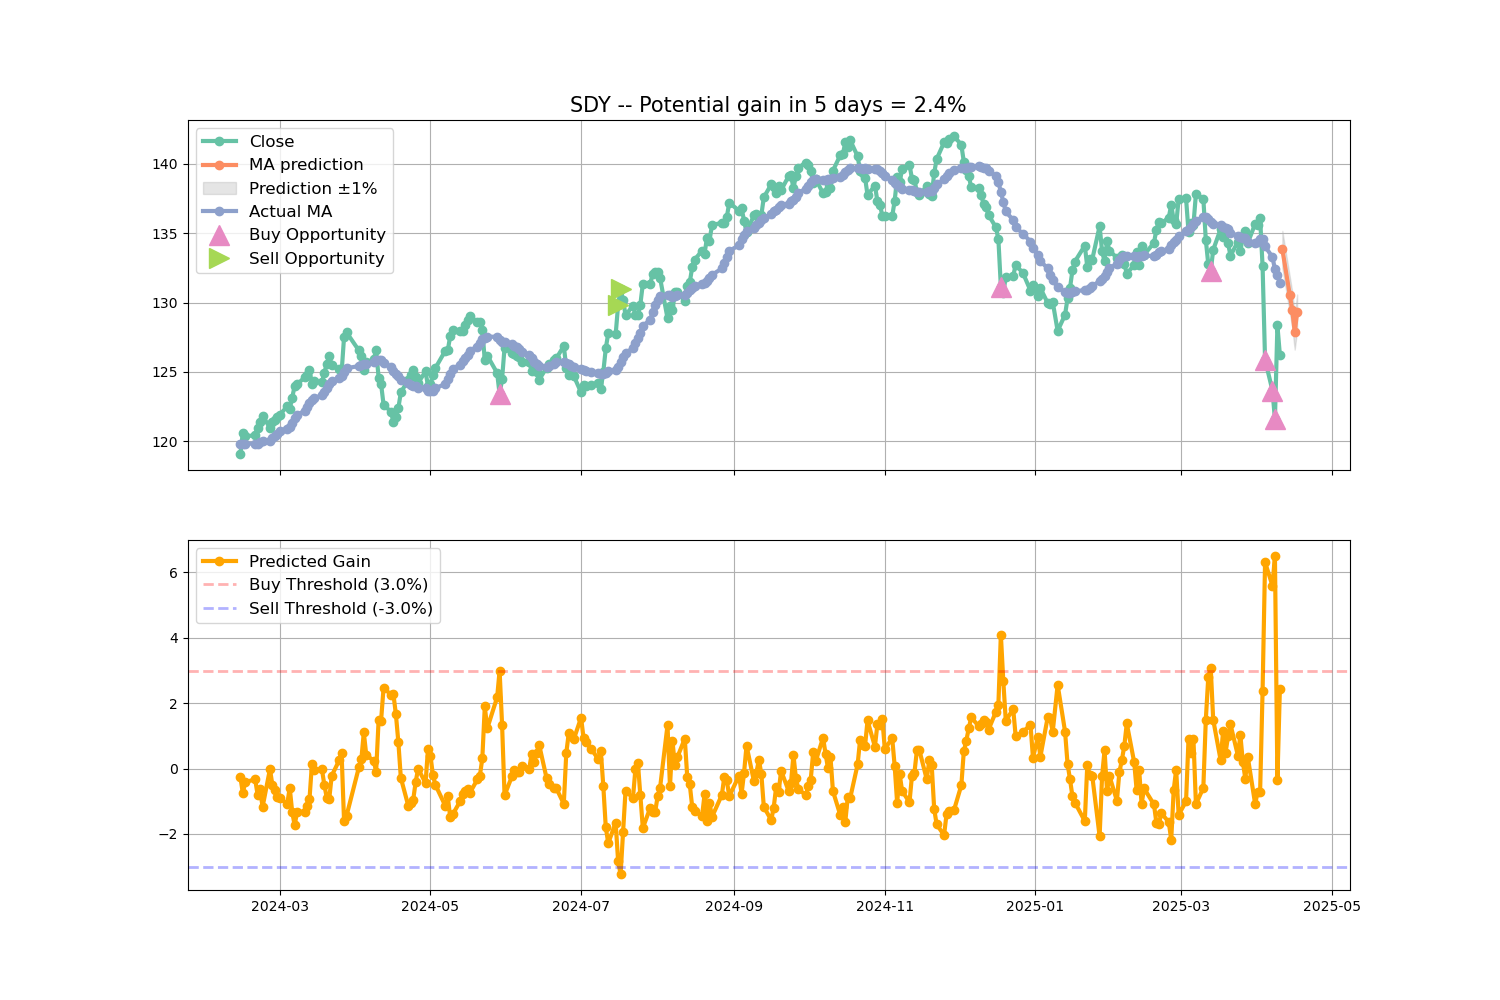 SDY -- Potential gain in 5 days = 2.4%
Close
MA prediction
Prediction ±1%
Actual MA
Buy Opportunity
Sell Opportunity
140
135
130
125
120
Predicted Gain
Buy Threshold (3.0%)
Sell Threshold (-3.0%)
6
4
2
0
−2
2024-03 2024-05 2024-07 2024-09 2024-11 2025-01 2025-03 2025-05